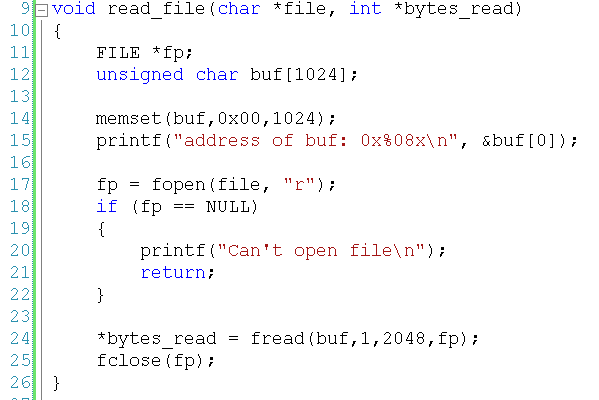 9 void read_file(char *file, int *bytes_read)
10 {
11     FILE *fp;
12     unsigned char buf[1024];
13
14     memset(buf,0x00,1024);
15     printf("address of buf: 0x%08x\n", &buf[0]);
16
17     fp = fopen(file, "r");
18     if (fp == NULL)
19     {
20         printf("Can't open file\n");
21         return;
22     }
23
24     *bytes_read = fread(buf,1,2048,fp);
25     fclose(fp);
26 }